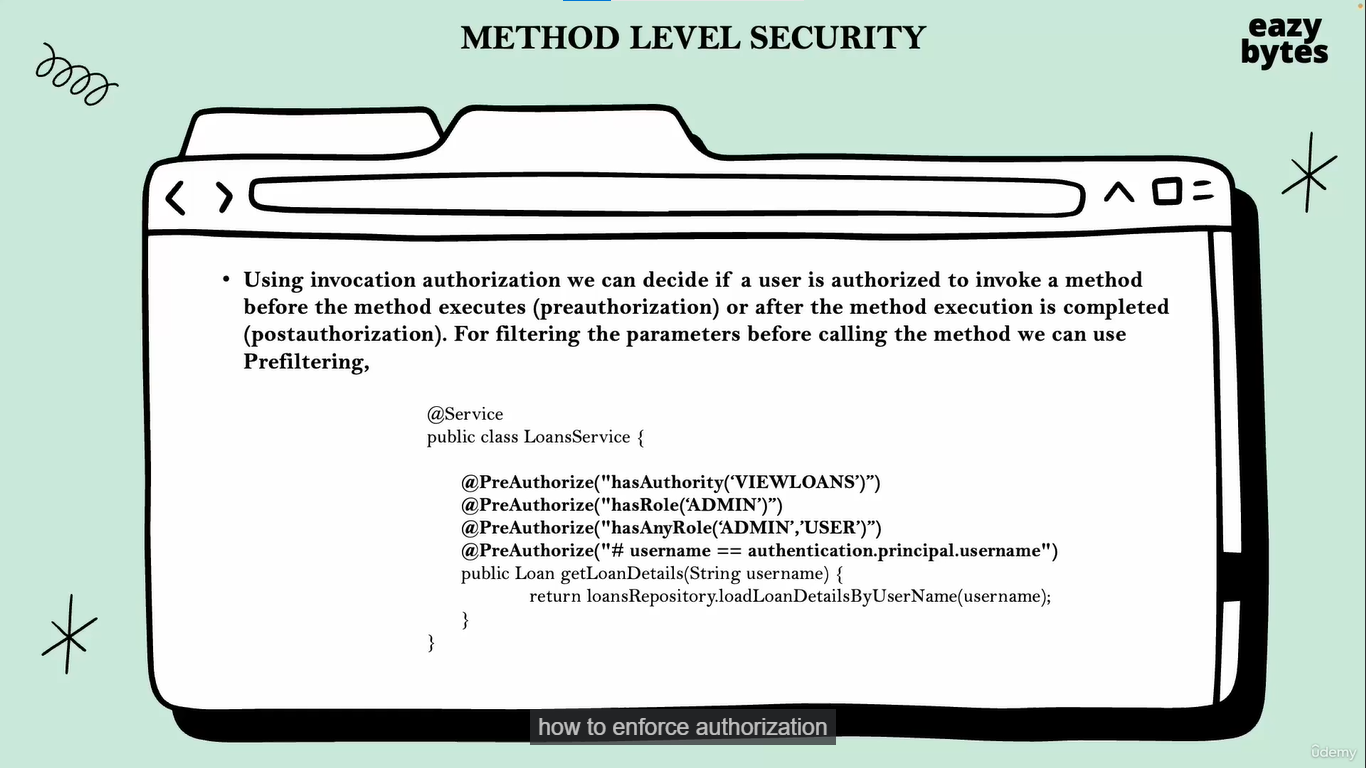 METHOD LEVEL SECURITY
eazy
bytes
• Using invocation authorization we can decide if a user is authorized to invoke a method
before the method executes (preauthorization) or after the method execution is completed
(postauthorization). For filtering the parameters before calling the method we can use
Prefiltering,
@Service
public class LoansService {
@PreAuthorize("hasAuthority(‘VIEWLOANS’)”)
@PreAuthorize("hasRole(‘ADMIN’)”)
@PreAuthorize("hasAnyRole(‘ADMIN’,’USER’)”)
@PreAuthorize("# username == authentication.principal.username")
public Loan getLoanDetails(String username) {
return loansRepository.loadLoanDetailsByUserName(username);
}
}
how to enforce authorization
ûdemy